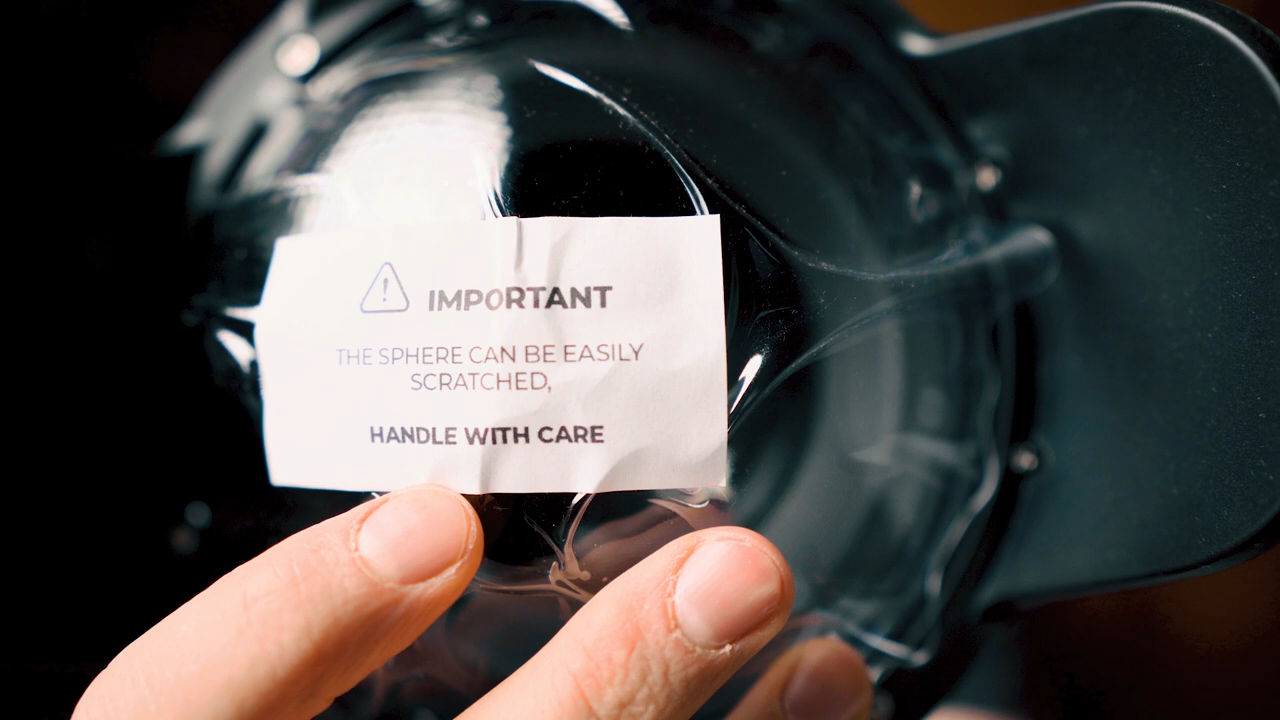 IMPORTANT
THE SPHERE CAN BE EASILY
SCRATCHED,
HANDLE WITH CARE